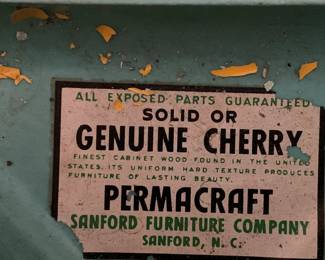 ALL EXPOSED PARTS GUARANTEED
SOLID OR
GENUINE CHERRY
FINEST CABINET WOOD FOUND IN THE UNITED
STATES. ITS UNIFORM HARD TEXTURE PRODUCES
FURNITURE OF LASTING BEAUTY.
PERMACRAFT
SANFORD FURNITURE COMPANY
SANFORD, N. C.